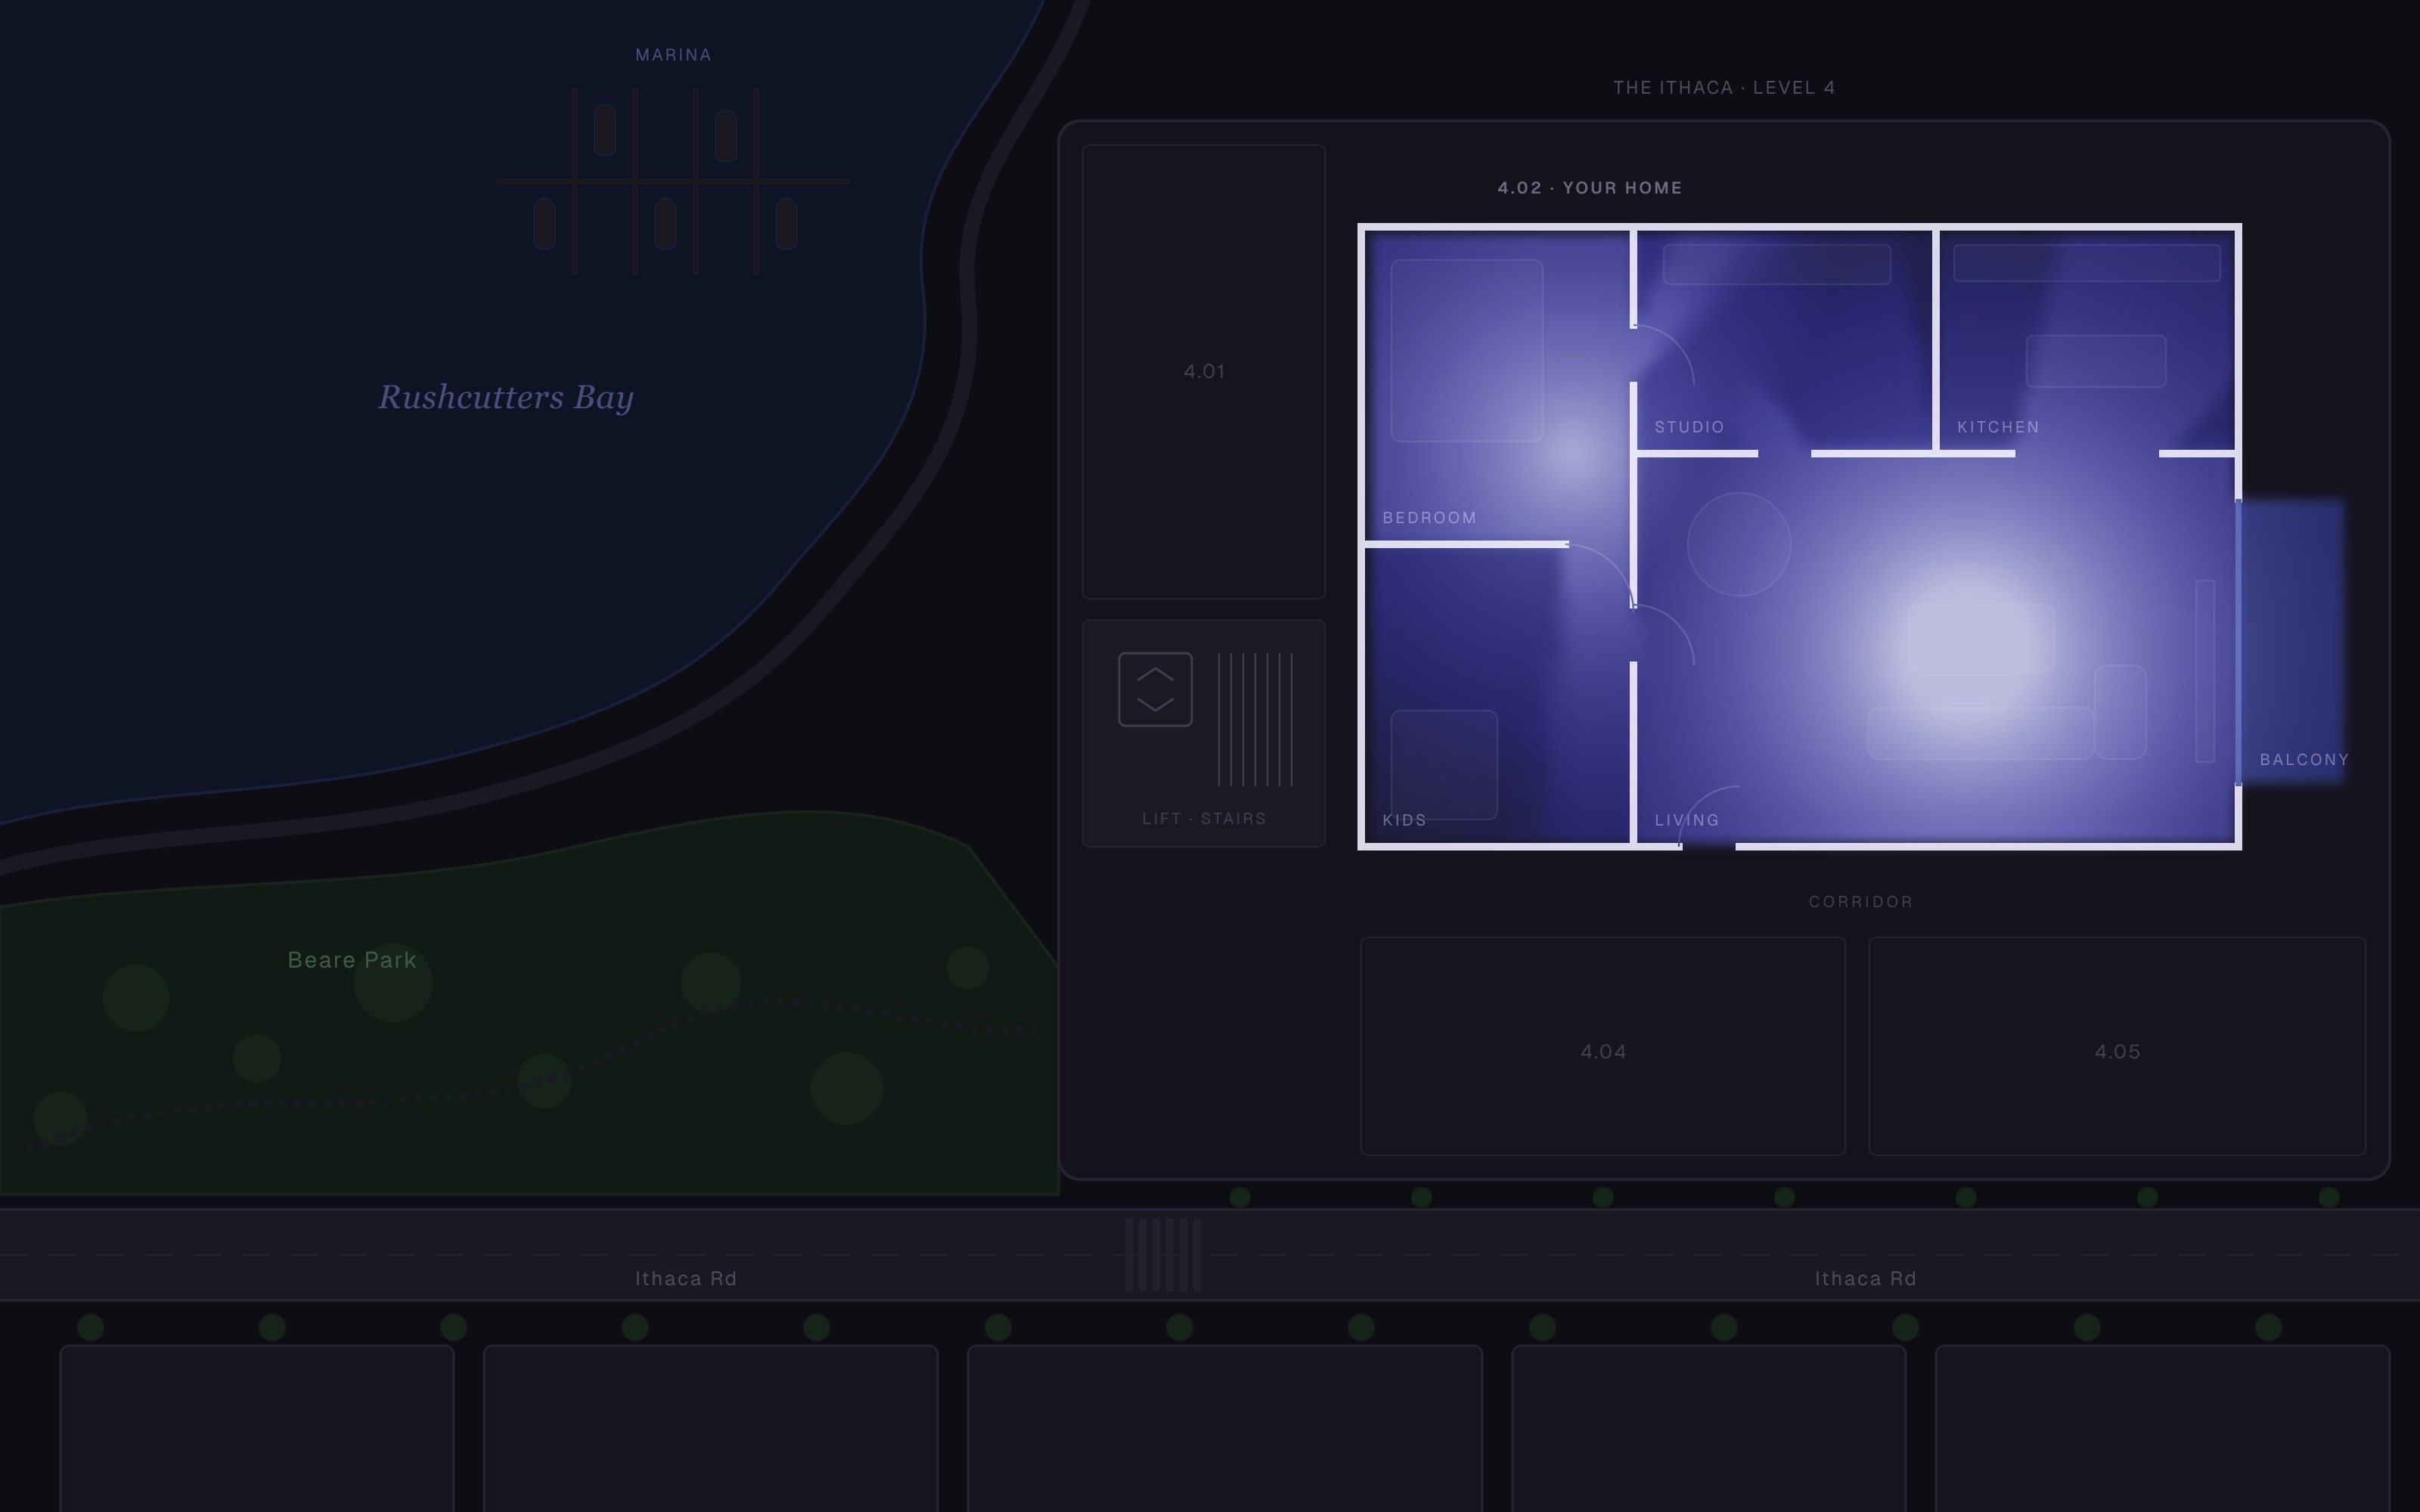 MARINA
THE ITHACA · LEVEL 4
4.02 · YOUR HOME
4.01
Rushcutters Bay
STUDIO
KITCHEN
BEDROOM
BALCONY
LIFT · STAIRS
KIDS
LIVING
CORRIDOR
Beare Park
4.04
4.05
Ithaca Rd
Ithaca Rd